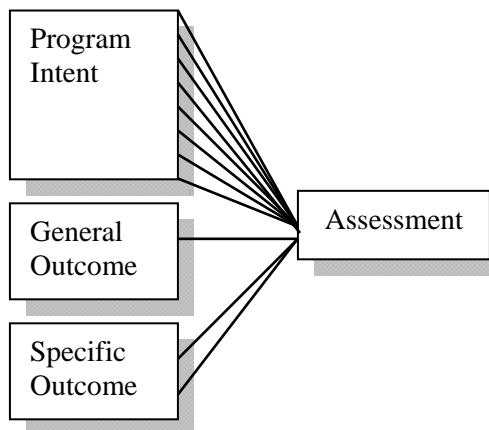 Program
Intent
Assessment
General
Outcome
Specific
Outcome